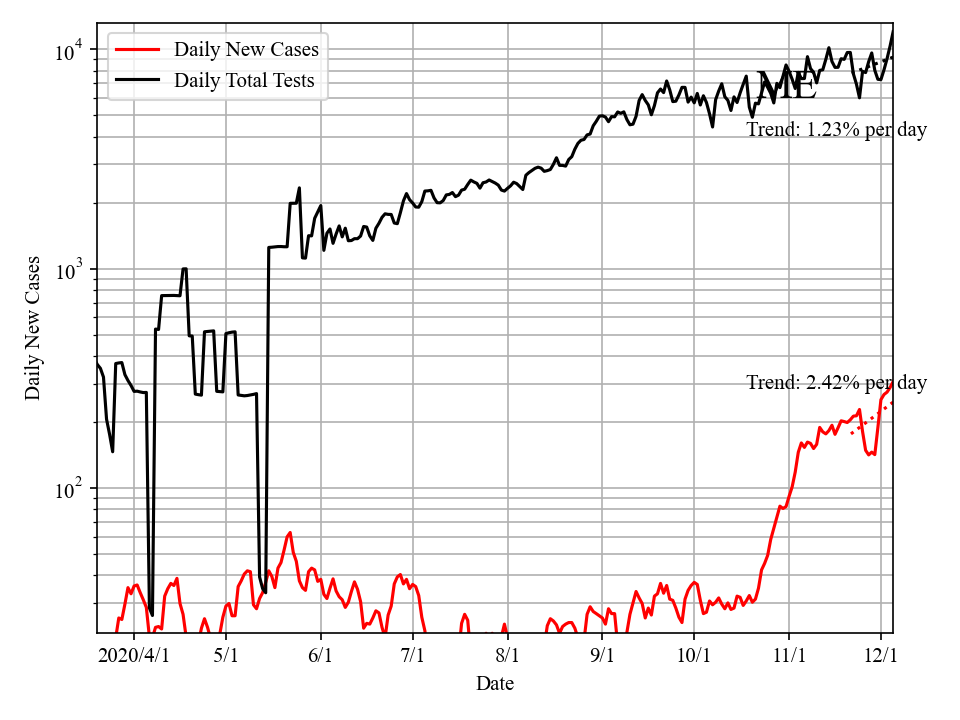 Daily New Cases
Daily Total Tests
ME
Trend: 1.23% per day
Trend: 2.42% per day
10^4
10^3
10^2
Daily New Cases
2020/4/1 5/1 6/1 7/1 8/1 9/1 10/1 11/1 12/1
Date